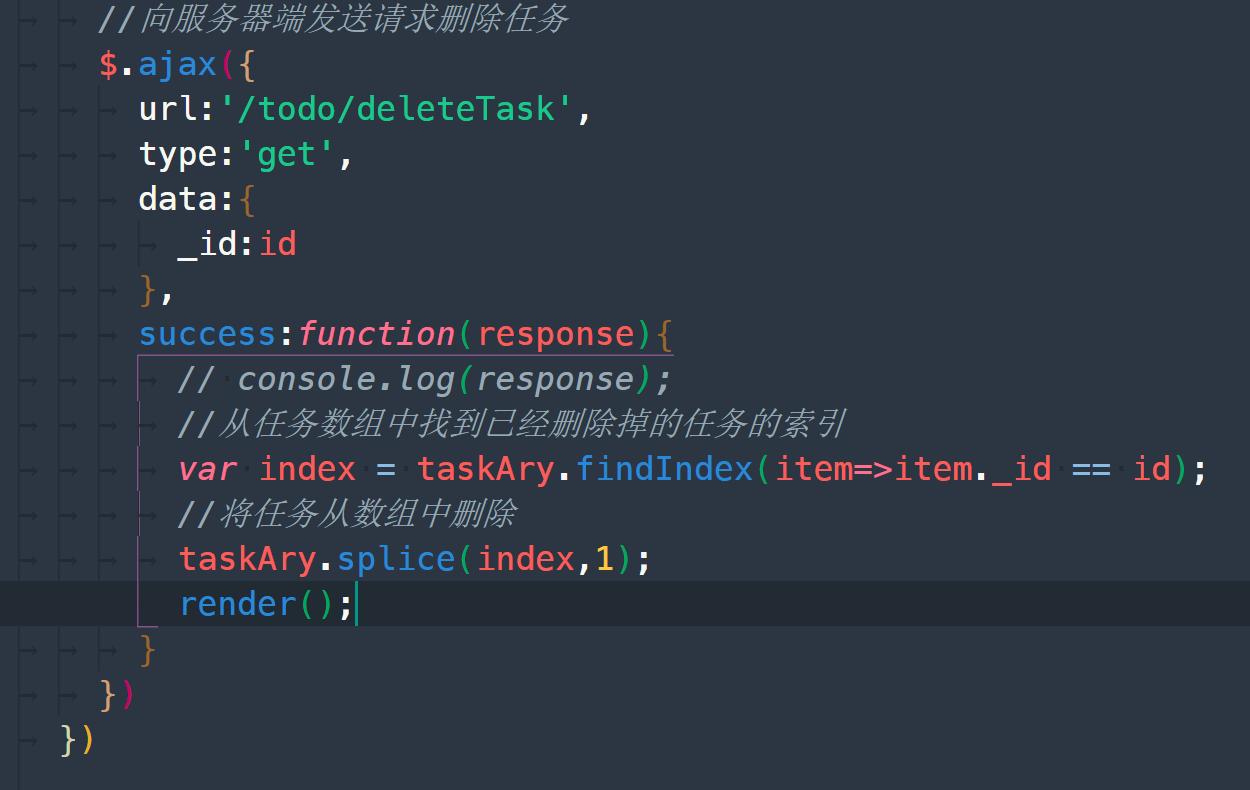 //向服务器端发送请求删除任务
$.ajax({
url:'/todo/deleteTask',
type:'get',
data:{
_id:id
},
success:function(response){
// console.log(response);
//从任务数组中找到已经删除掉的任务的索引
var index = taskAry.findIndex(item=>item._id == id);
//将任务从数组中删除
taskAry.splice(index,1);
render();
}
})
})